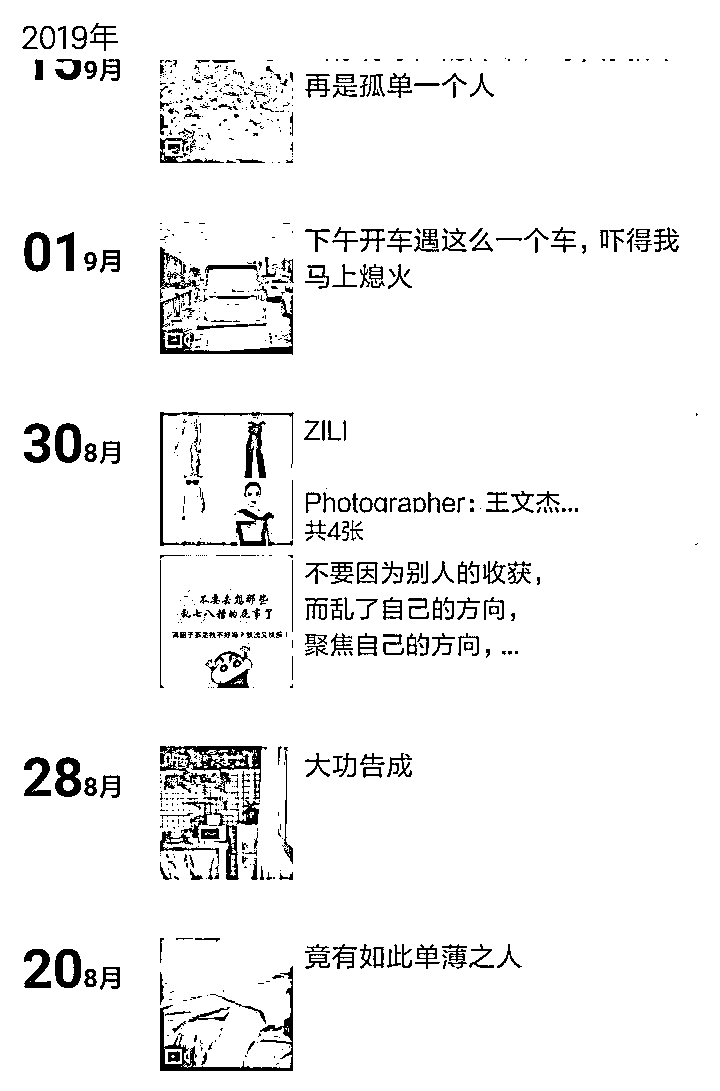 2019年
9月
再是孤单一个人
01 9月
下午开车遇这么一个车，吓得我
马上熄火
30 8月
ZILI
Photographer：王文杰...
共4张
不要去想那些
乱七八糟的屁事了
不要因为别人的收获，
而乱了自己的方向，
聚焦自己的方向，...
28 8月
大功告成
20 8月
竟有如此单薄之人